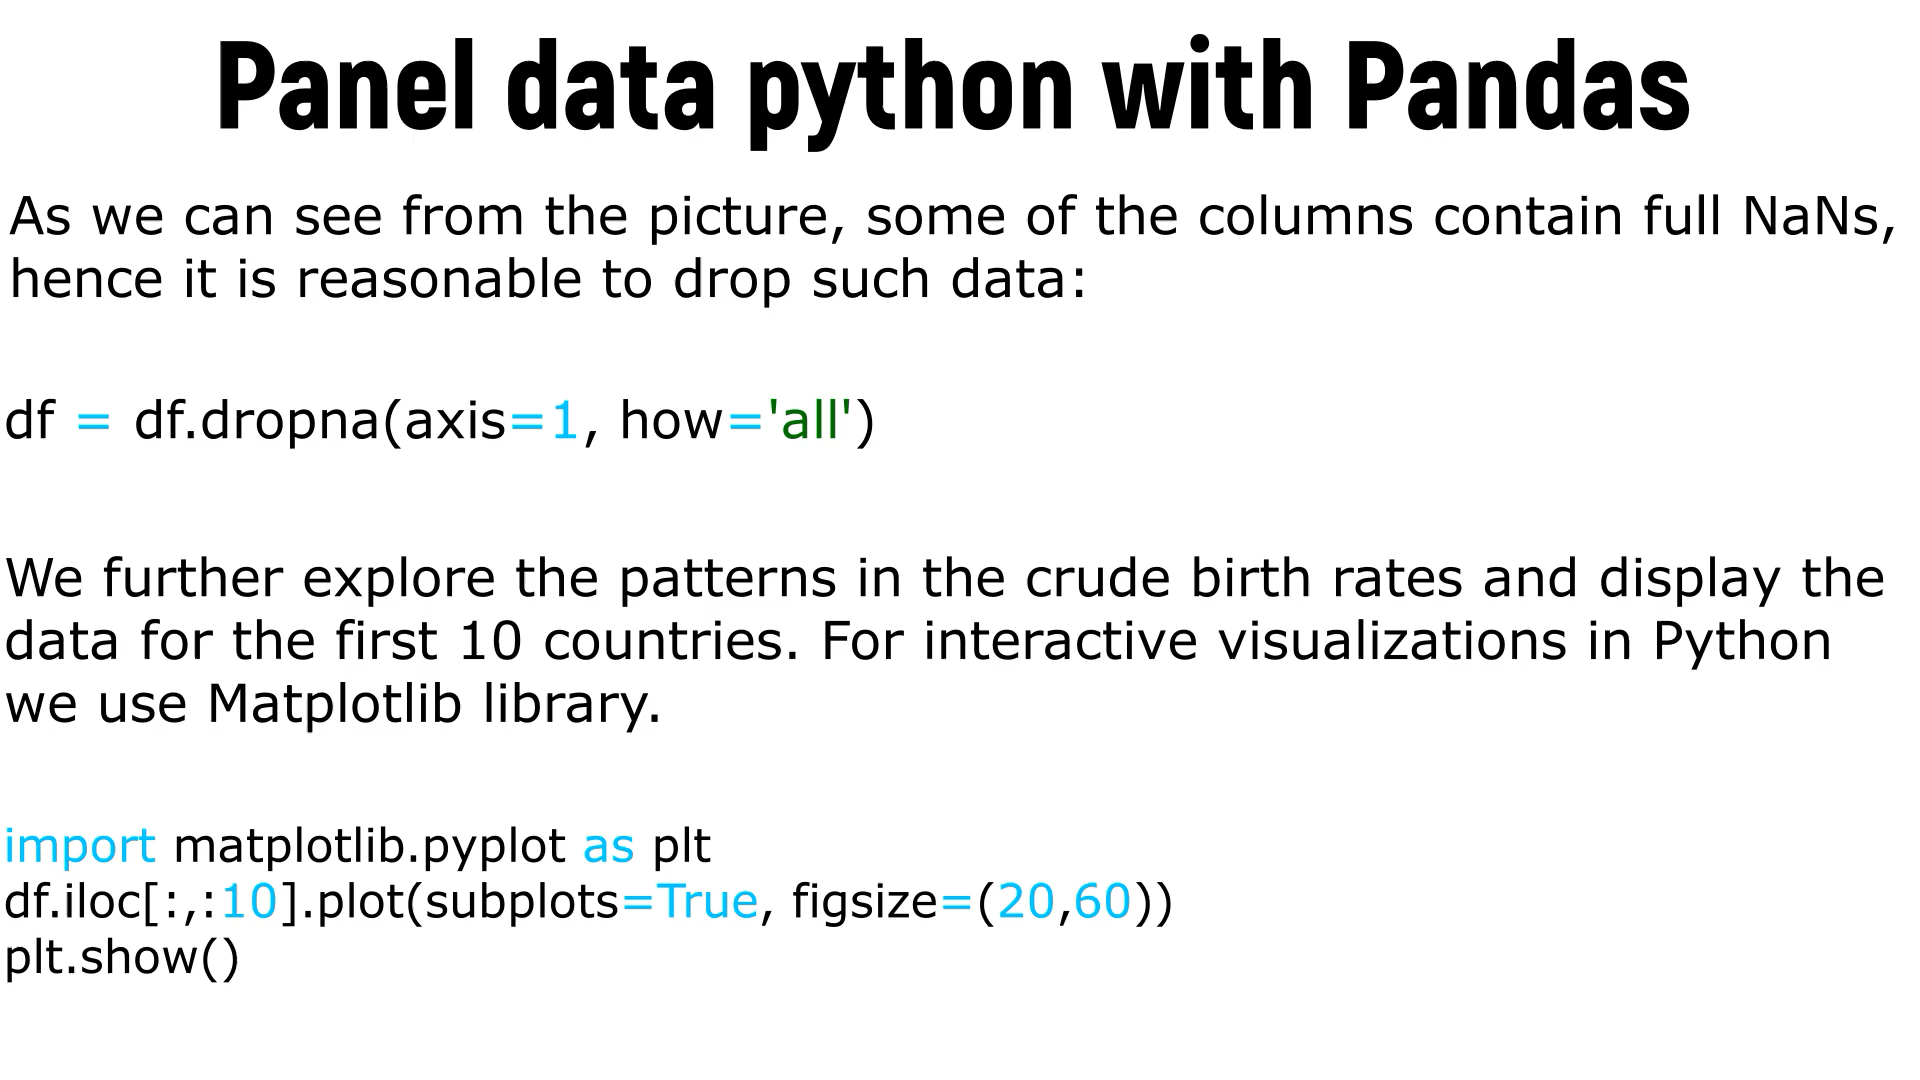 Panel data python with Pandas
As we can see from the picture, some of the columns contain full NaNs,
hence it is reasonable to drop such data:
df = df.dropna(axis=1, how='all')
We further explore the patterns in the crude birth rates and display the
data for the first 10 countries. For interactive visualizations in Python
we use Matplotlib library.
import matplotlib.pyplot as plt
df.iloc[:,:10].plot(subplots=True, figsize=(20,60))
plt.show()